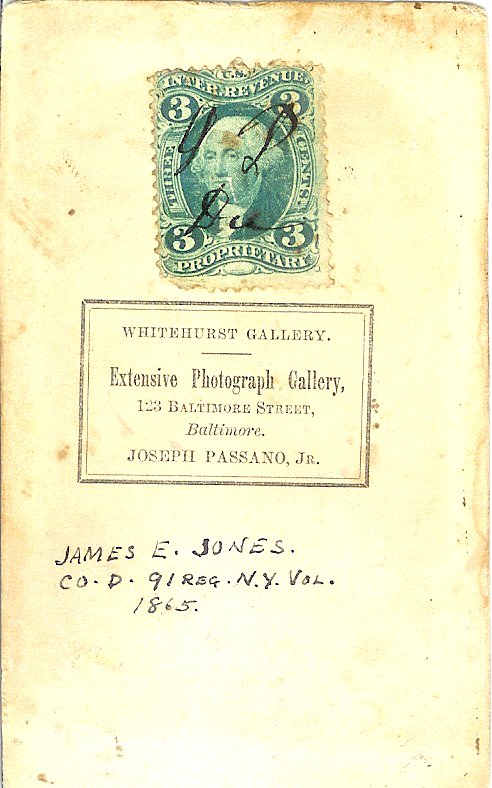 U.S.
INTER. REVENUE.
3 3
THREE CENTS.
3 3
PROPRIETARY
WHITEHURST GALLERY.
Extensive Photograph Gallery,
123 BALTIMORE STREET,
Baltimore.
JOSEPH PASSANO, JR.
JAMES E. JONES.
CO. D. 91 REG. N.Y. VOL.
1865.